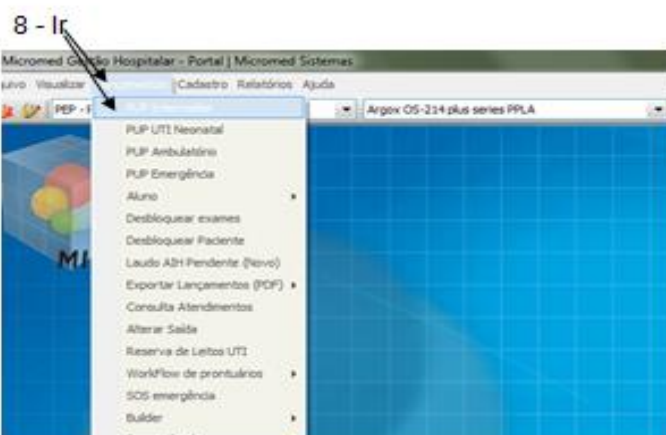 8 - Ir
Micromed Gestão Hospitalar - Portal | Micromed Sistemas
Visualizar Cadastro Relatórios Ajuda
PEP - Argox OS-214 plus series PPLA
PUP UTI Neonatal
PUP Ambulatório
PUP Emergência
Aluno
Desbloquear exames
Desbloquear Paciente
Laudo AIH Pendente (Novo)
Exportar Lançamentos (PDF)
Consulta Atendimentos
Alterar Saída
Reserva de Leitos UTI
WorkFlow de prontuários
SOS emergência
Builder